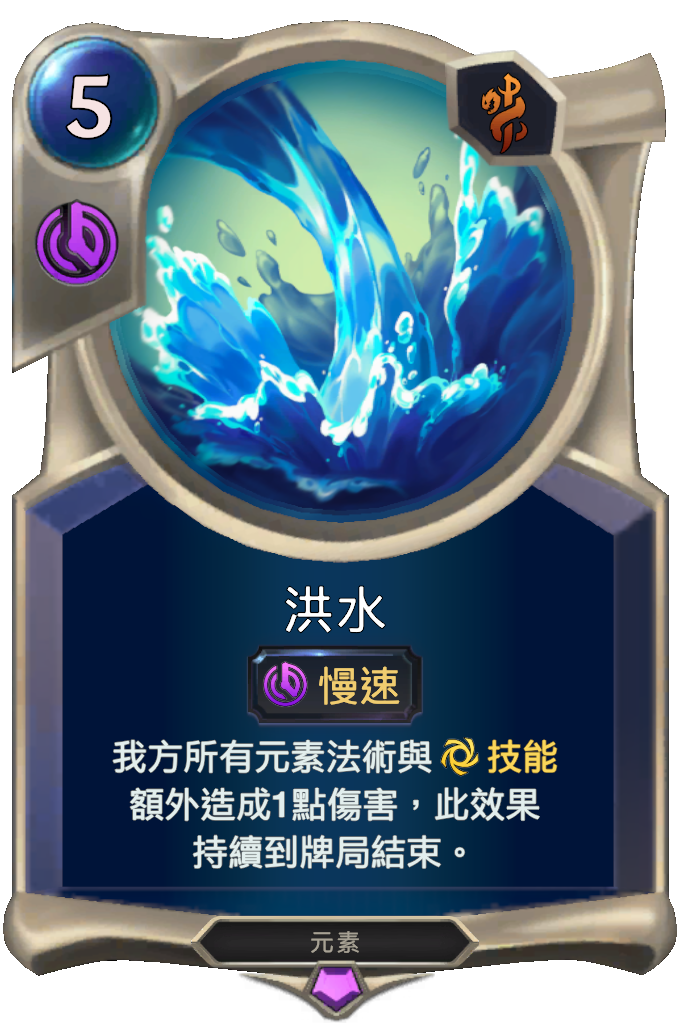 5
洪水
慢速
我方所有元素法術與 技能
額外造成1點傷害，此效果
持續到牌局結束。
元素